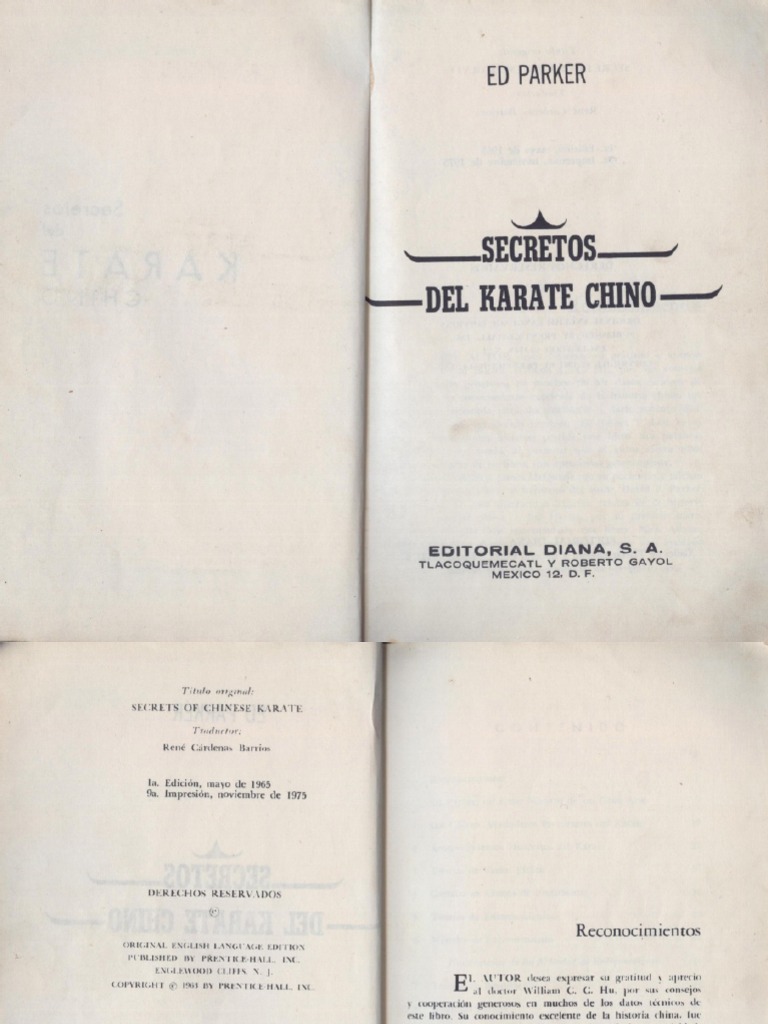 ED PARKER
SECRETOS
DEL KARATE CHINO
EDITORIAL DIANA, S. A.
TLACOQUEMECATL Y ROBERTO GAYOL
MEXICO 12, D. F.
Título original:
SECRETS OF CHINESE KARATE
Traductor:
René Cárdenas Barrios
1a. Edición, mayo de 1965
9a. Impresión, noviembre de 1975
DERECHOS RESERVADOS
©
ORIGINAL ENGLISH LANGUAGE EDITION
PUBLISHED BY PRENTICE-HALL, INC.
ENGLEWOOD CLIFFS, N. J.
COPYRIGHT © 1963 BY PRENTICE-HALL, INC.
Reconocimientos
EL AUTOR desea expresar su gratitud y aprecio
al doctor William C. C. Hu, por sus consejos
y cooperación generosos en muchos de los datos técnicos de
este libro. Su conocimiento excelente de la historia china, fue